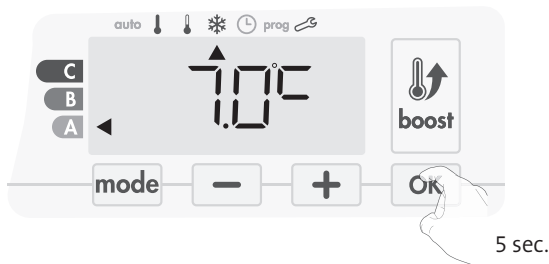 auto prog
C
B
A
7.0°C
boost
mode − + OK
5 sec.